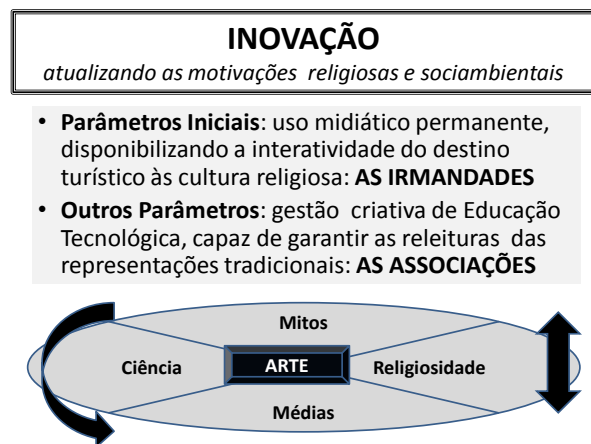 INOVAÇÃO
atualizando as motivações religiosas e sociambientais
• Parâmetros Iniciais: uso midiático permanente,
disponibilizando a interatividade do destino
turístico às cultura religiosa: AS IRMANDADES
• Outros Parâmetros: gestão criativa de Educação
Tecnológica, capaz de garantir as releituras das
representações tradicionais: AS ASSOCIAÇÕES
Mitos
Ciência ARTE Religiosidade
Médias